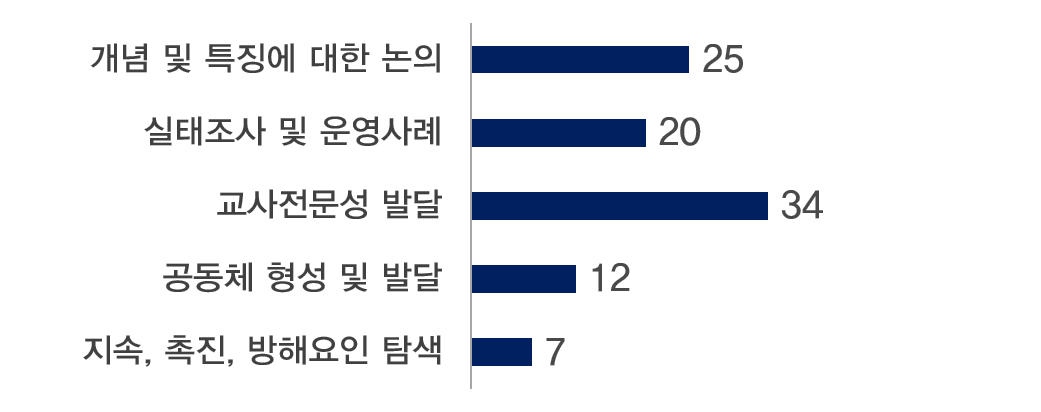 개념 및 특징에 대한 논의 25
실태조사 및 운영사례 20
교사전문성 발달 34
공동체 형성 및 발달 12
지속, 촉진, 방해요인 탐색 7